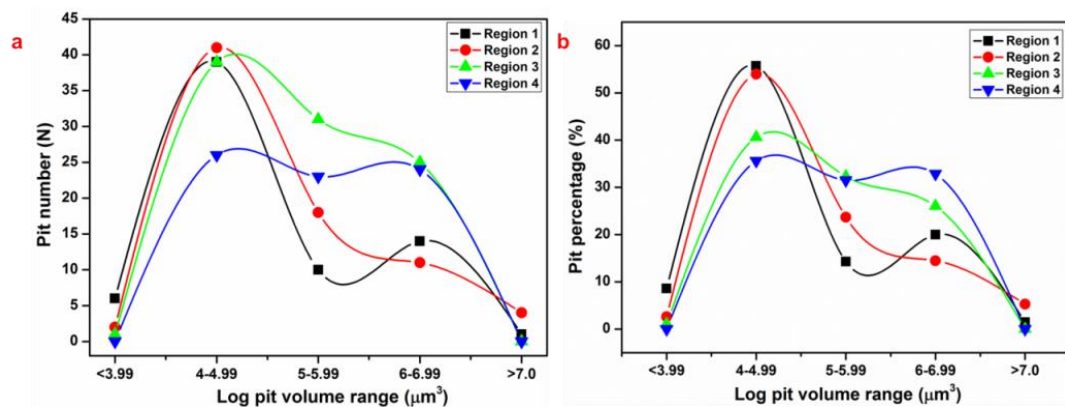 a
Pit number (N)
45
40
35
30
25
20
15
10
5
0
<3.99
4-4.99
5-5.99
6-6.99
>7.0
Log pit volume range (μm³)
Region 1
Region 2
Region 3
Region 4
b
Pit percentage (%)
60
50
40
30
20
10
0
<3.99
4-4.99
5-5.99
6-6.99
>7.0
Log pit volume range (μm³)
Region 1
Region 2
Region 3
Region 4